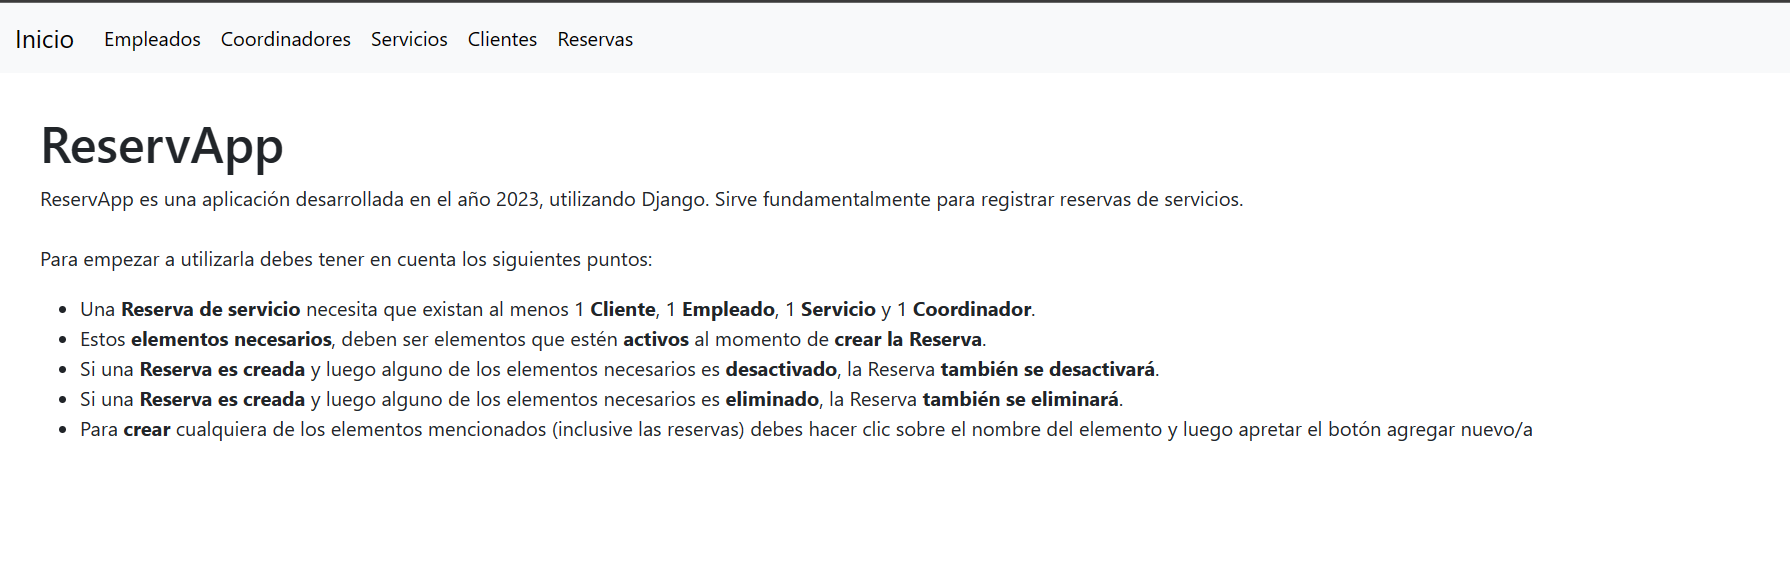 Inicio Empleados Coordinadores Servicios Clientes Reservas
ReservApp
ReservApp es una aplicación desarrollada en el año 2023, utilizando Django. Sirve fundamentalmente para registrar reservas de servicios.
Para empezar a utilizarla debes tener en cuenta los siguientes puntos:
• Una Reserva de servicio necesita que existan al menos 1 Cliente, 1 Empleado, 1 Servicio y 1 Coordinador.
• Estos elementos necesarios, deben ser elementos que estén activos al momento de crear la Reserva.
• Si una Reserva es creada y luego alguno de los elementos necesarios es desactivado, la Reserva también se desactivará.
• Si una Reserva es creada y luego alguno de los elementos necesarios es eliminado, la Reserva también se eliminará.
• Para crear cualquiera de los elementos mencionados (inclusive las reservas) debes hacer clic sobre el nombre del elemento y luego apretar el botón agregar nuevo/a